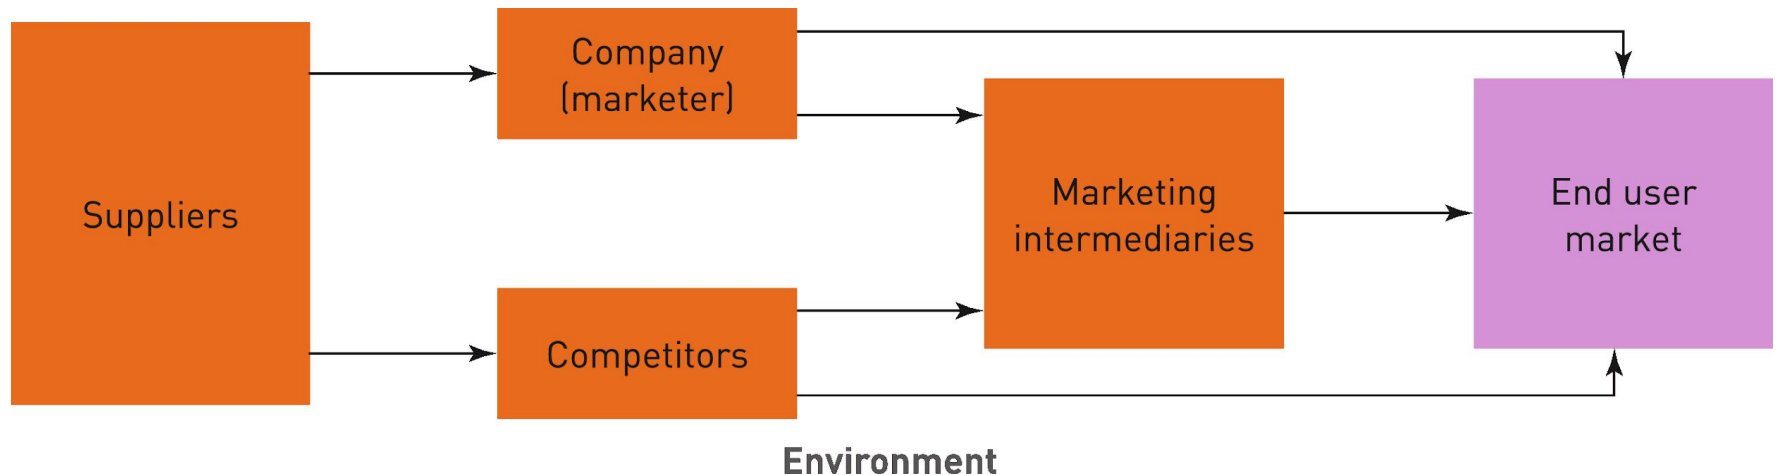 Suppliers
Company
(marketer)
Competitors
Marketing
intermediaries
End user
market
Environment